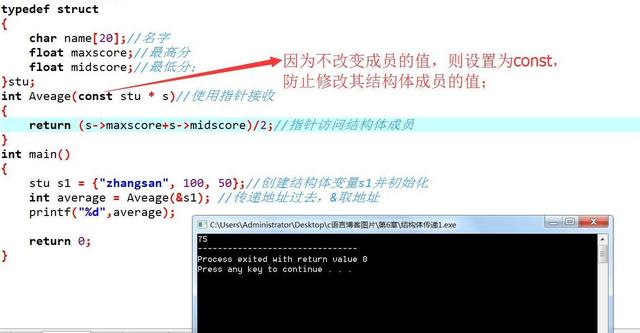 typedef struct
{
char name[20];//名字
float maxscore;//最高分
float midscore;//最低分;
}stu;
因为不改变成员的值，则设置为const，
防止修改其结构体成员的值；
int Aveage(const stu * s)//使用指针接收
{
return (s->maxscore+s->midscore)/2;//指针访问结构体成员
}
int main()
{
stu s1 = {"zhangsan", 100, 50};//创建结构体变量s1并初始化
int average = Aveage(&s1); //传递地址过去，&取地址
printf("%d",average);
return 0;
}
C:\Users\Administrator\Desktop\c语言博客图片\第6章\结构体传递1.exe
75
--------------------------------
Process exited with return value 0
Press any key to continue . . .